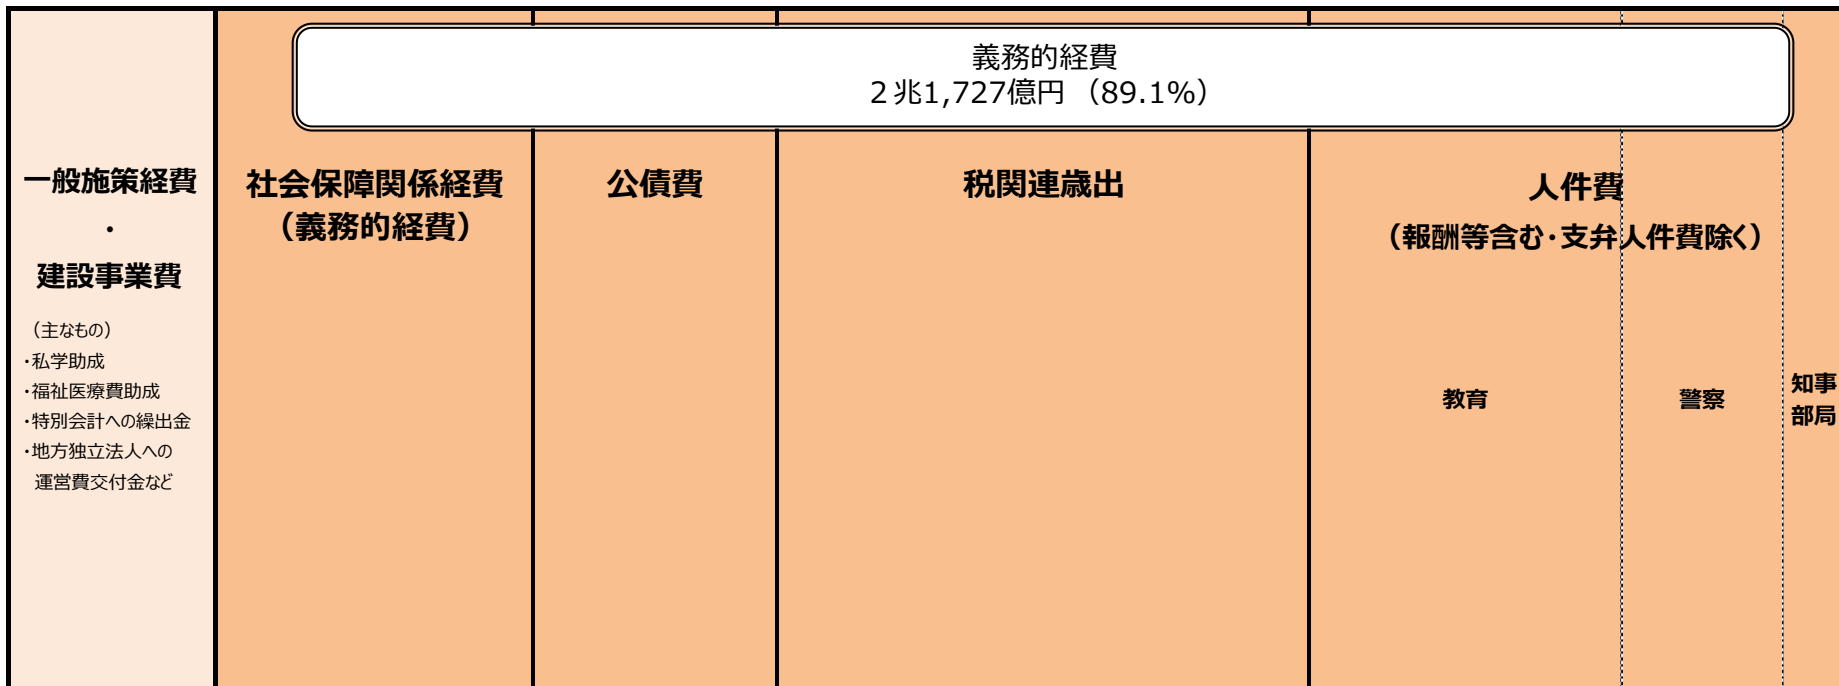 義務的経費
２兆1,727億円 （89.1%）
一般施策経費
・
建設事業費
（主なもの）
・私学助成
・福祉医療費助成
・特別会計への繰出金
・地方独立法人への
運営費交付金など
社会保障関係経費
（義務的経費）
公債費
税関連歳出
人件費
（報酬等含む・支弁人件費除く）
教育
警察
知事
部局